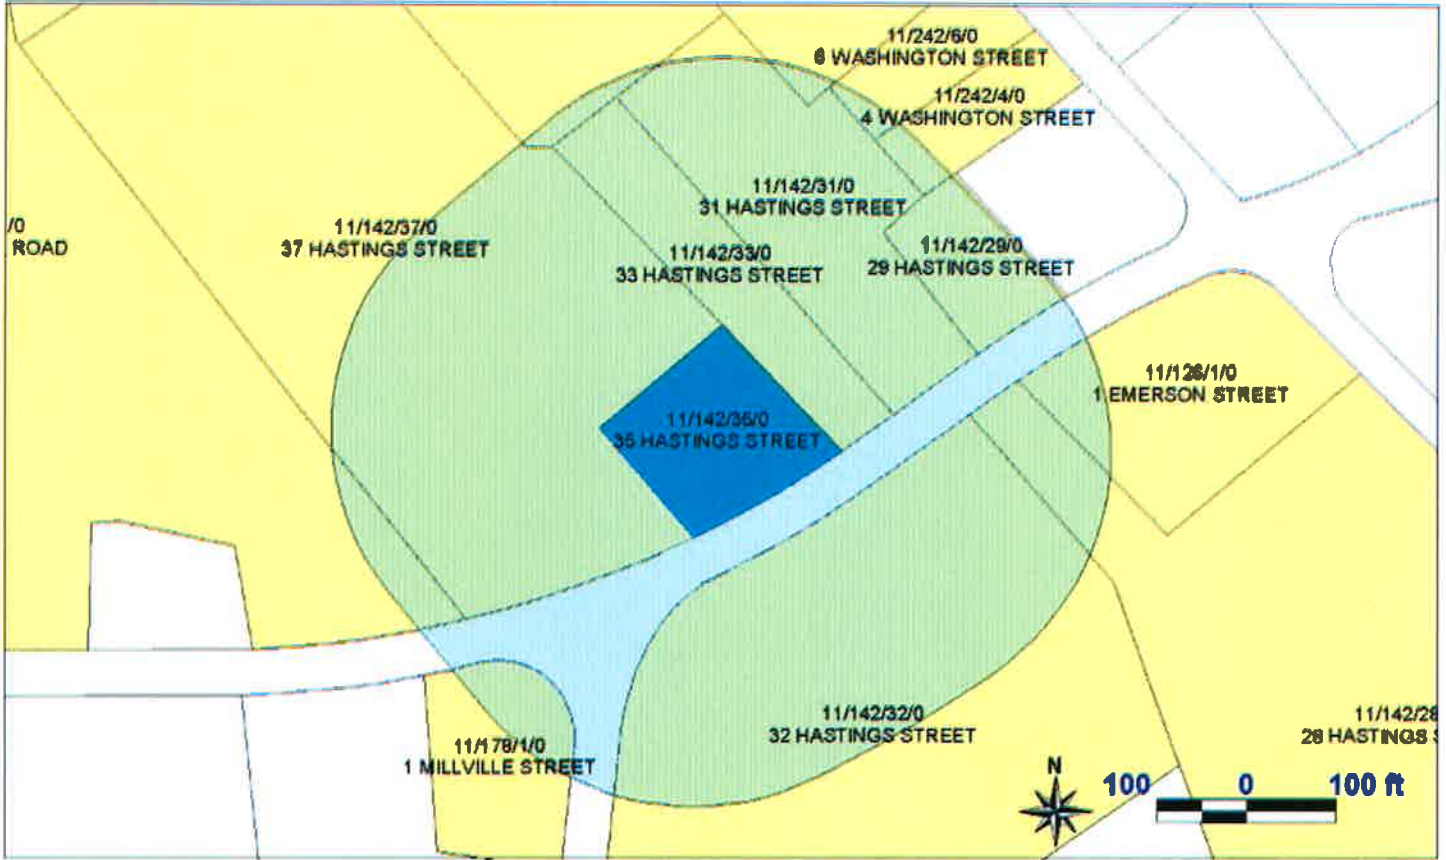 11/242/6/0
6 WASHINGTON STREET
11/242/4/0
4 WASHINGTON STREET
11/142/31/0
31 HASTINGS STREET
/0
ROAD
11/142/37/0
37 HASTINGS STREET
11/142/33/0
33 HASTINGS STREET
11/142/29/0
29 HASTINGS STREET
11/126/1/0
1 EMERSON STREET
11/142/35/0
35 HASTINGS STREET
11/142/32/0
32 HASTINGS STREET
11/142/28
28 HASTINGS S
11/178/1/0
1 MILLVILLE STREET
N
100 0 100 ft